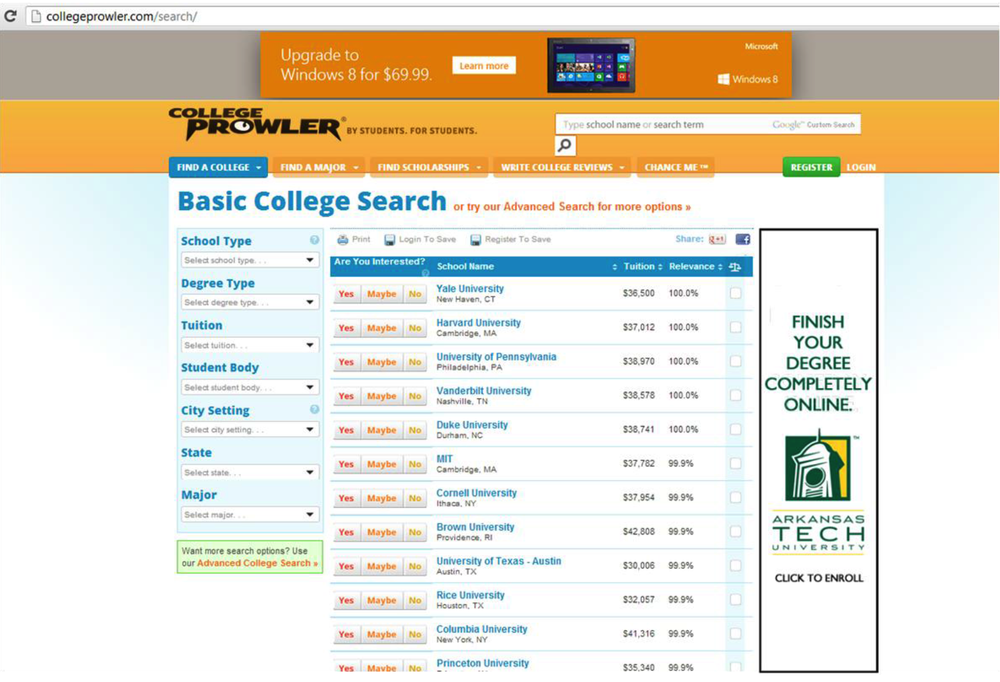 collegeprowler.com/search/
Upgrade to
Windows 8 for $69.99.
Learn more
Microsoft
Windows 8
COLLEGE
PROWLER® BY STUDENTS. FOR STUDENTS.
Type school name or search term
Google™ Custom Search
FIND A COLLEGE
FIND A MAJOR
FIND SCHOLARSHIPS
WRITE COLLEGE REVIEWS
CHANCE ME ™
REGISTER
LOGIN
Basic College Search or try our Advanced Search for more options »
School Type
Select school type. . .
Degree Type
Select degree type. . .
Tuition
Select tuition. . .
Student Body
Select student body. . .
City Setting
Select city setting. . .
State
Select state. . .
Major
Select major. . .
Want more search options? Use
our Advanced College Search »
Print
Login To Save
Register To Save
Share: g+1 f
Are You Interested? School Name Tuition Relevance
Yes Maybe No Yale University $36,500 100.0%
New Haven, CT
Yes Maybe No Harvard University $37,012 100.0%
Cambridge, MA
Yes Maybe No University of Pennsylvania $38,970 100.0%
Philadelphia, PA
Yes Maybe No Vanderbilt University $38,578 100.0%
Nashville, TN
Yes Maybe No Duke University $38,741 100.0%
Durham, NC
Yes Maybe No MIT $37,782 99.9%
Cambridge, MA
Yes Maybe No Cornell University $37,954 99.9%
Ithaca, NY
Yes Maybe No Brown University $42,808 99.9%
Providence, RI
Yes Maybe No University of Texas - Austin $30,006 99.9%
Austin, TX
Yes Maybe No Rice University $32,057 99.9%
Houston, TX
Yes Maybe No Columbia University $41,316 99.9%
New York, NY
Yes Maybe No Princeton University $35,340 99.9%
FINISH
YOUR
DEGREE
COMPLETELY
ONLINE.
TM
ARKANSAS
TECH
UNIVERSITY
CLICK TO ENROLL